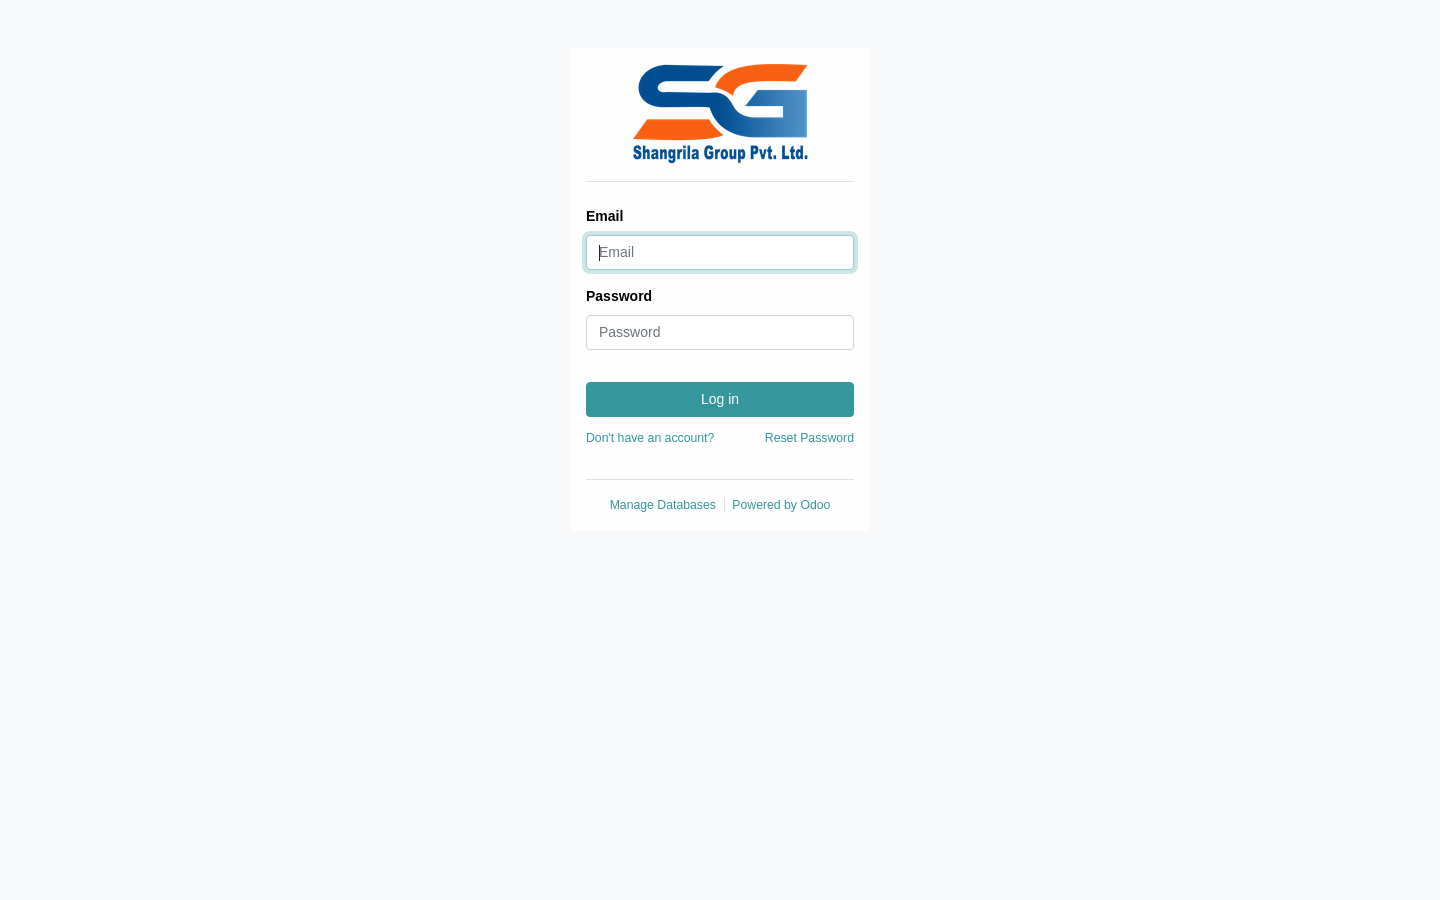 SG
Shangrila Group Pvt. Ltd.
Email
Email
Password
Password
Log in
Don't have an account? Reset Password
Manage Databases Powered by Odoo